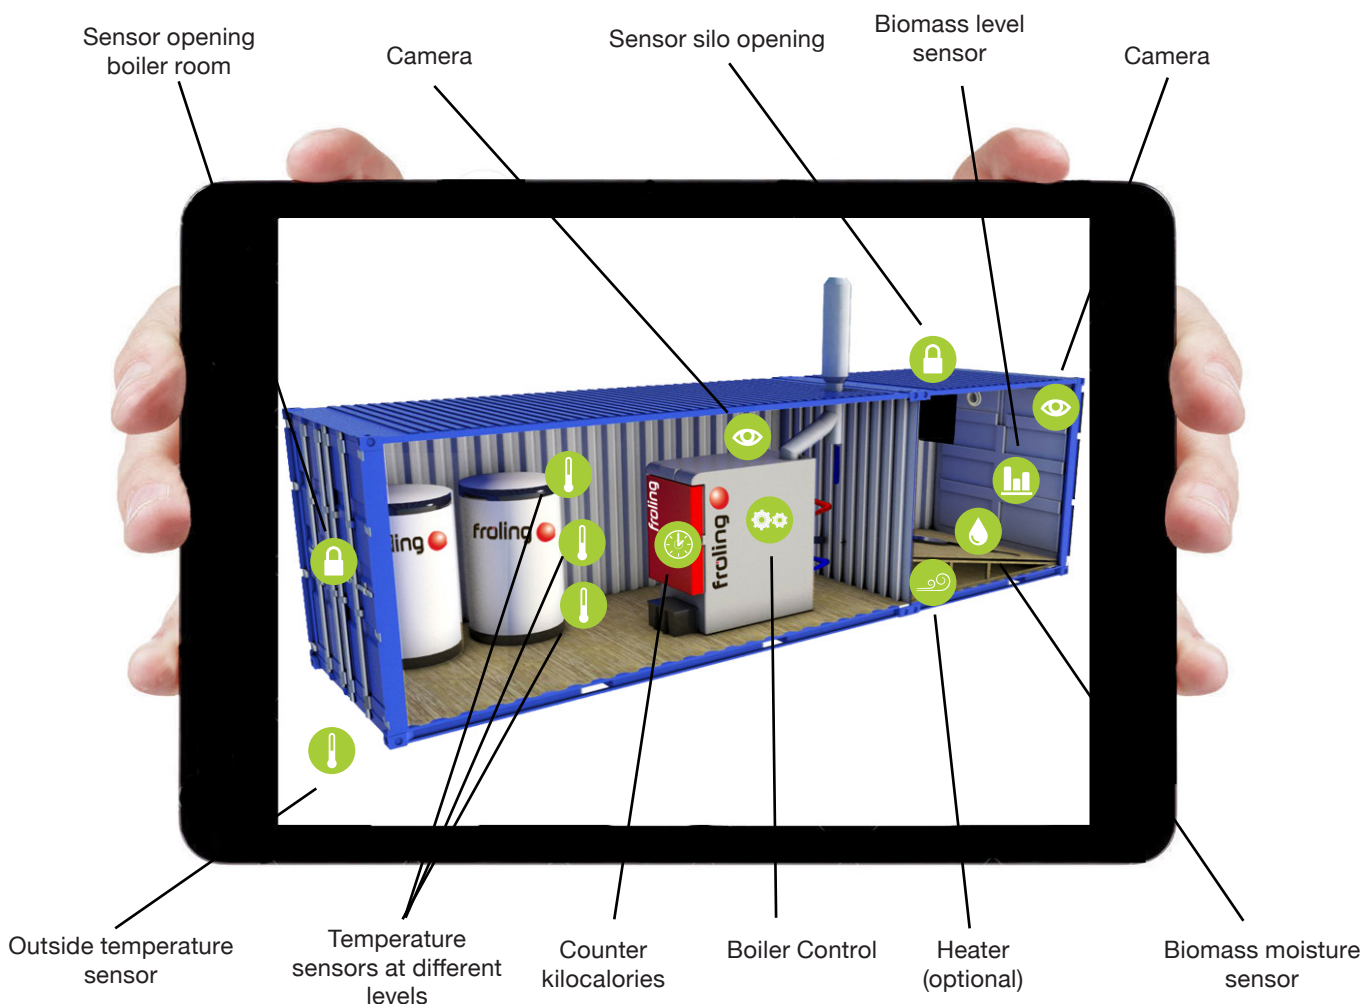 Sensor opening
boiler room
Camera
Sensor silo opening
Biomass level
sensor
Camera
ling
froling
froling
froling
Outside temperature
sensor
Temperature
sensors at different
levels
Counter
kilocalories
Boiler Control
Heater
(optional)
Biomass moisture
sensor